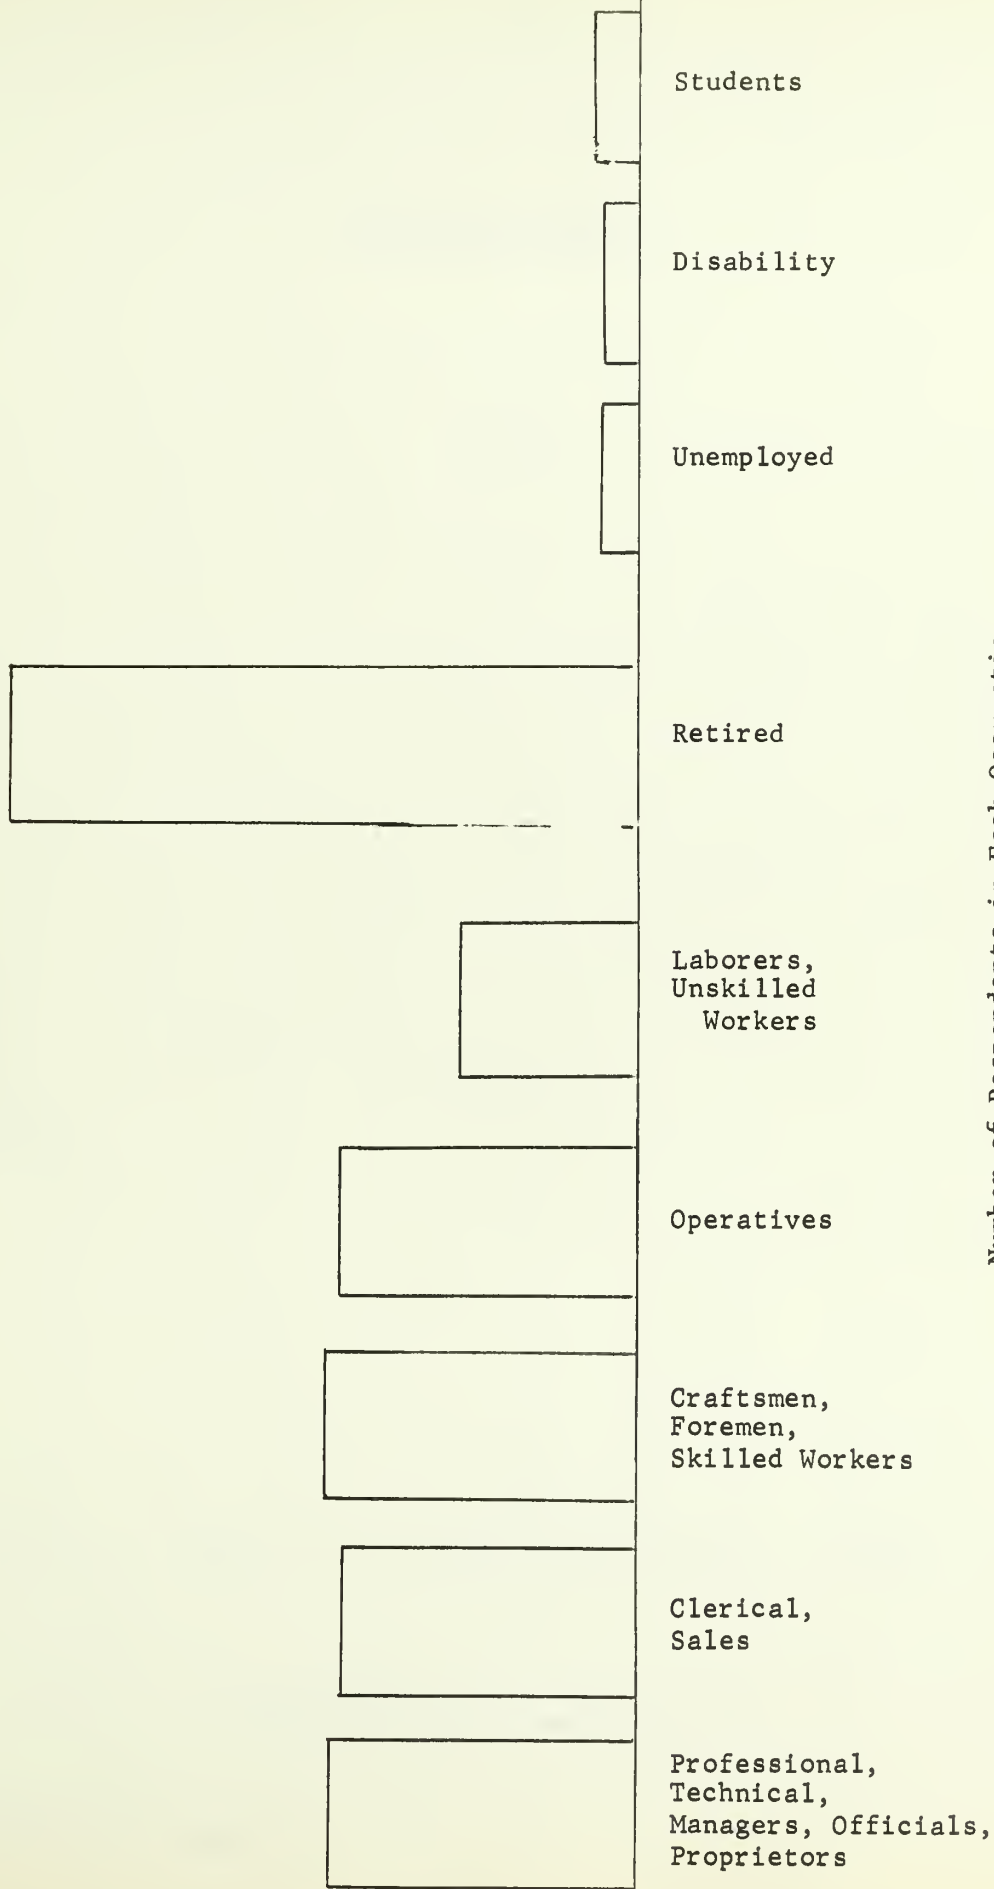 Students
Disability
Unemployed
Retired
Laborers,
Unskilled
Workers
Operatives
Craftsmen,
Foremen,
Skilled Workers
Clerical,
Sales
Professional,
Technical,
Managers, Officials,
Proprietors